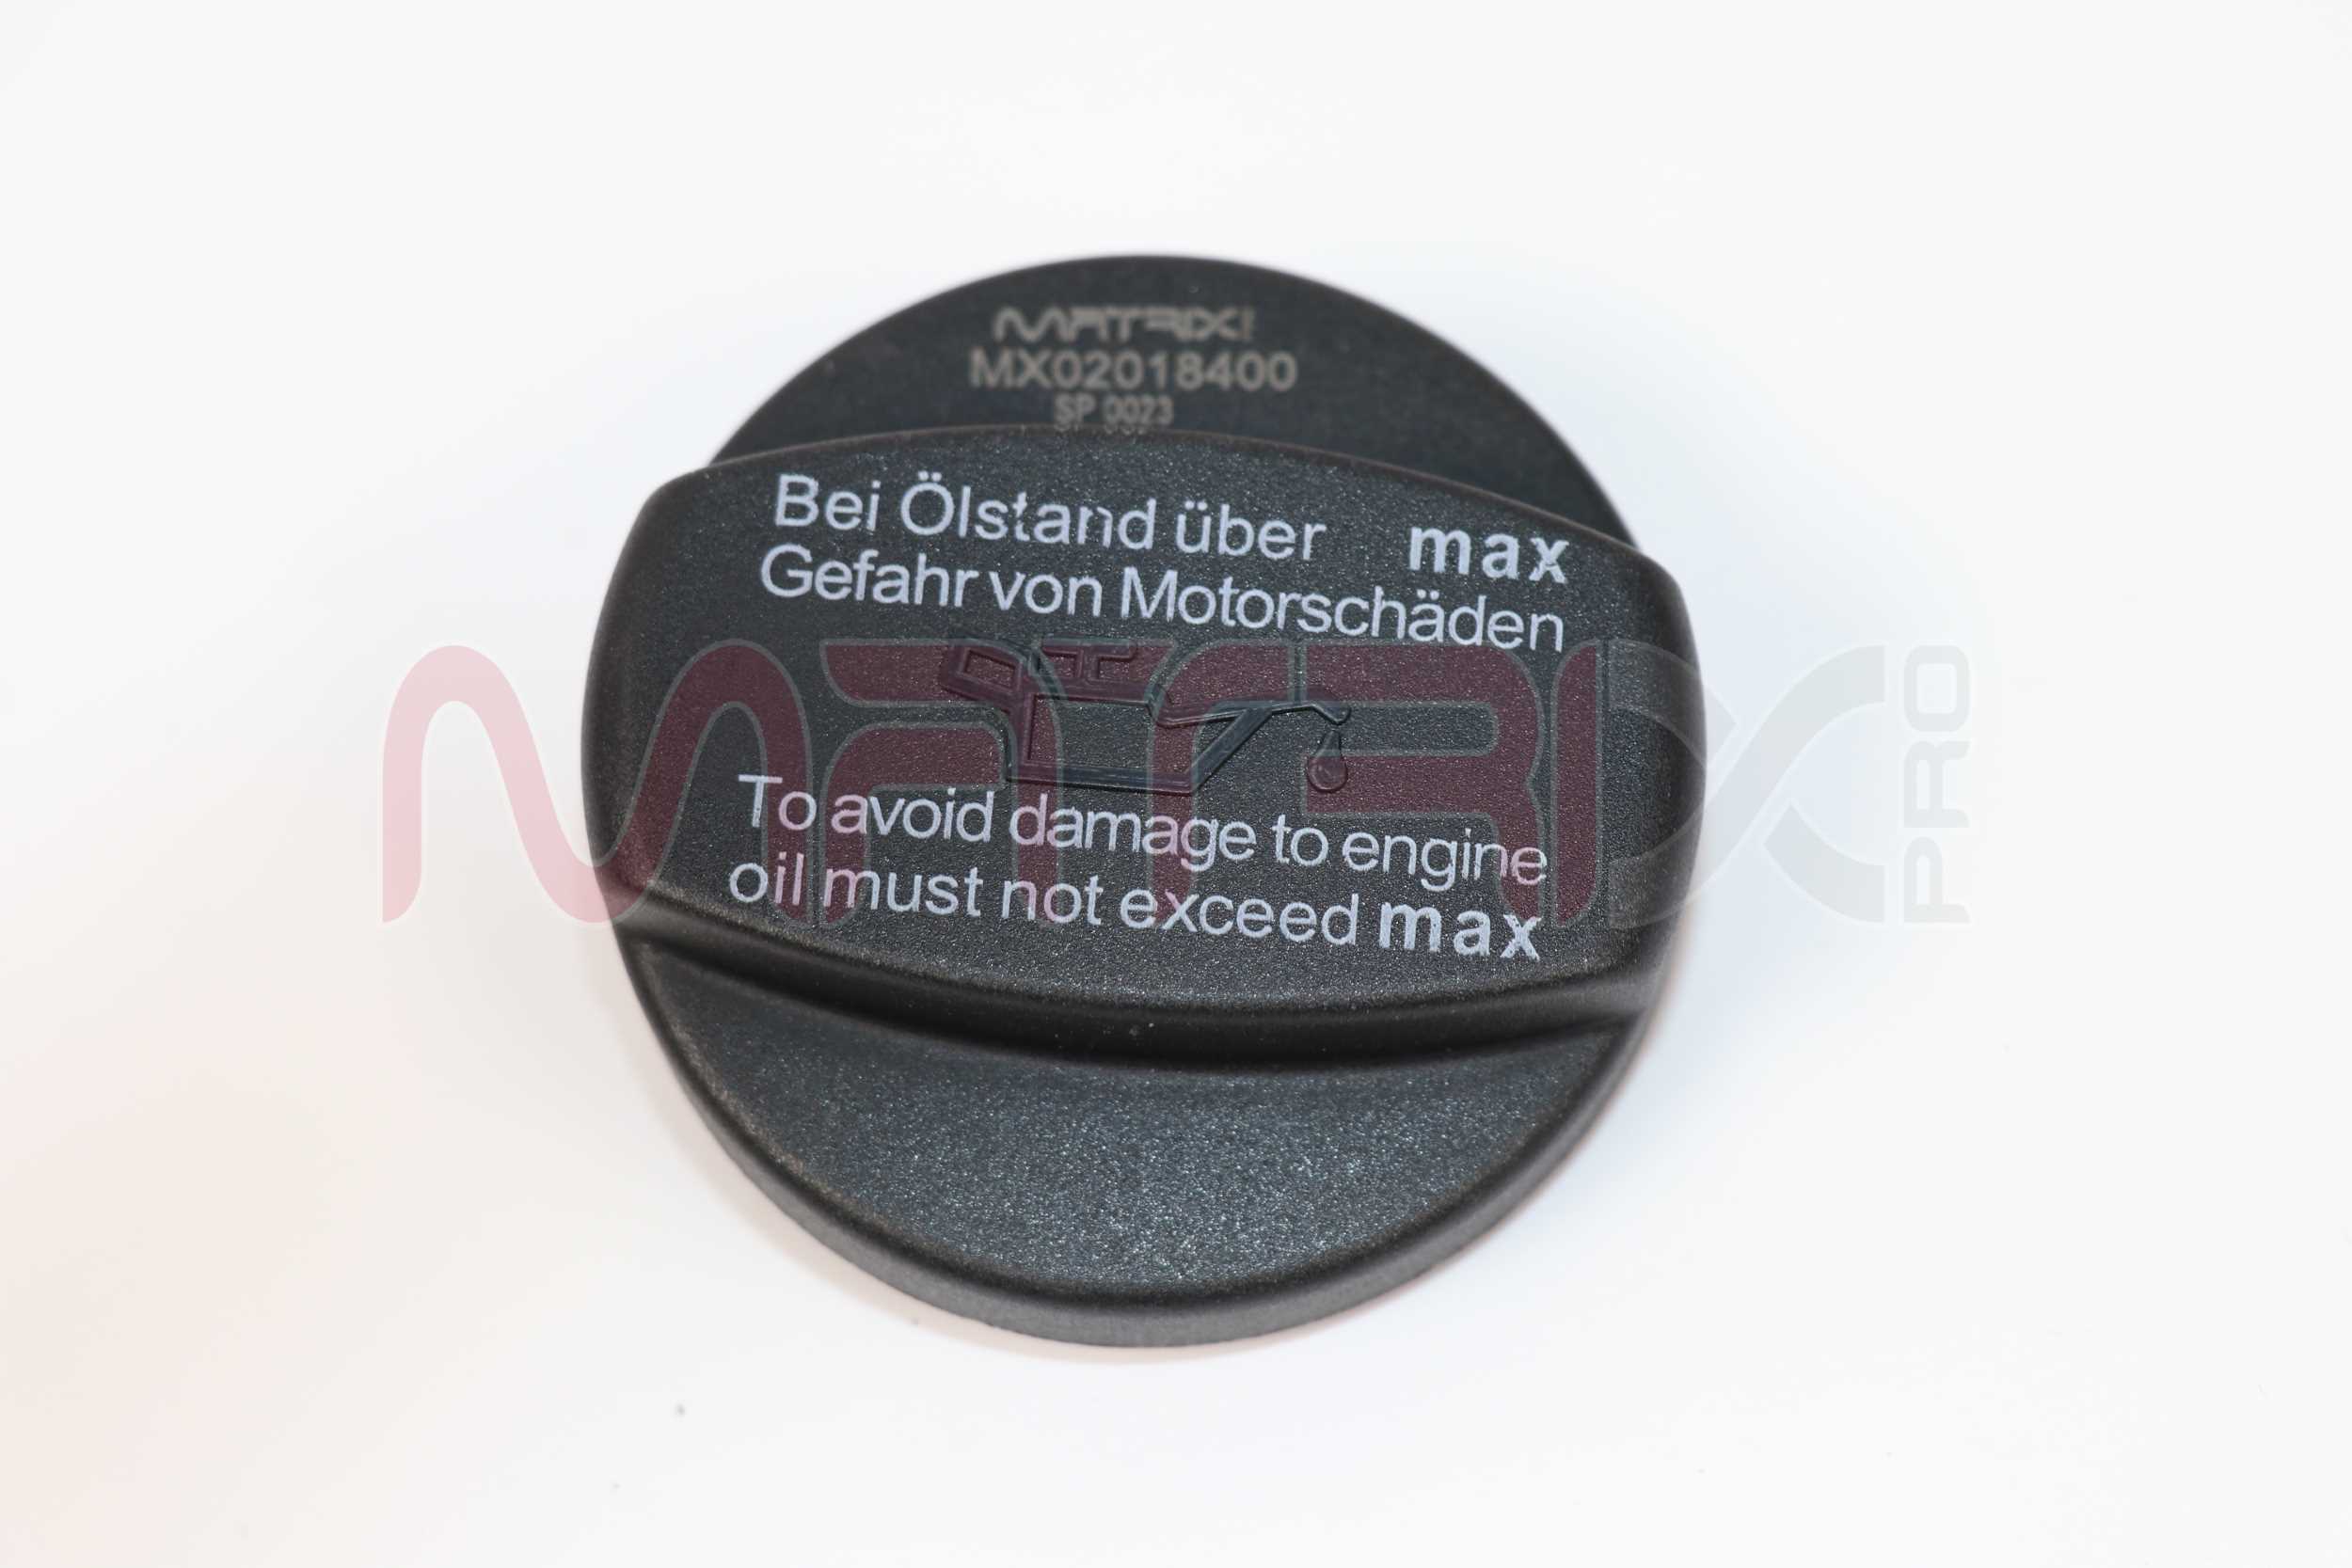 MATRIX
MX02018400
SP 0023
Bei Ölstand über max
Gefahr von Motorschäden
MATRIX PRO
To avoid damage to engine
oil must not exceed max